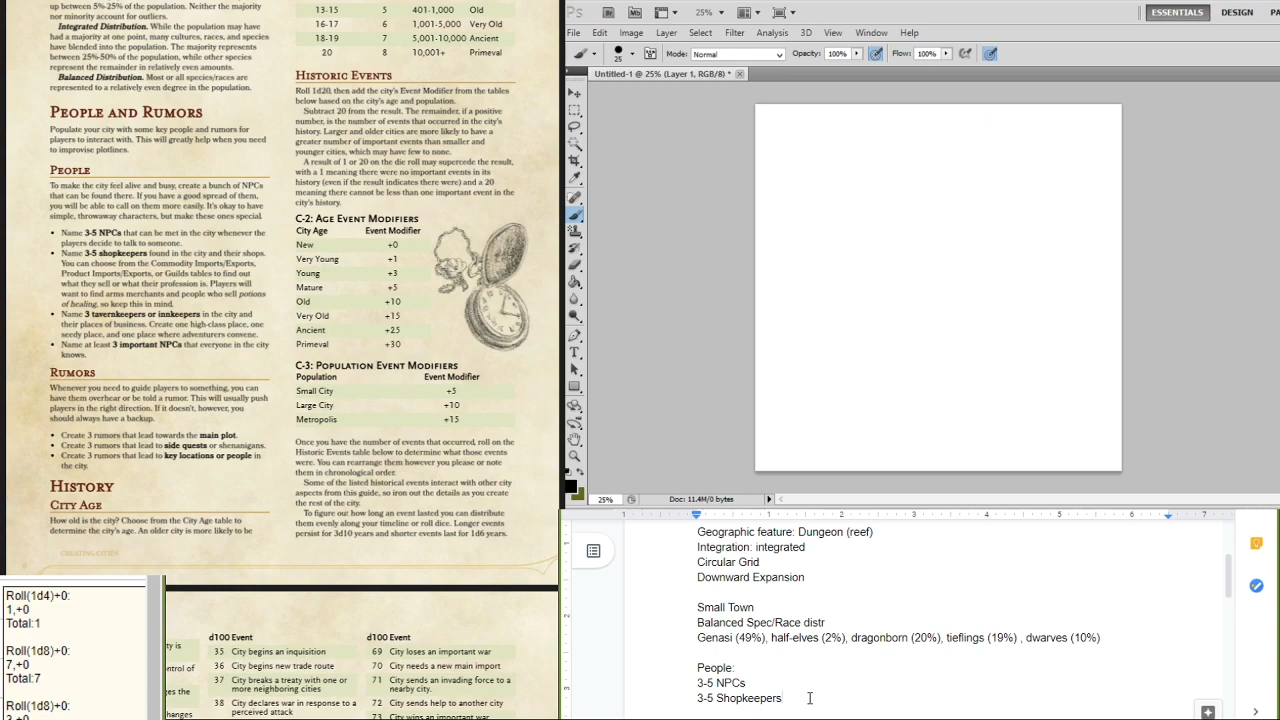 up between 5%-25% of the population. Neither the majority
nor minority account for outliers.
Integrated Distribution. While the population may have
had a majority at one point, many cultures, races, and species
have blended into the population. The majority represents
between 25%-50% of the population, while other species
represent the remainder in relatively even amounts.
Balanced Distribution. Most or all species/races are
represented to a relatively even degree in the population.
People and Rumors
Populate your city with some key people and rumors for
players to interact with. This will greatly help when you need
to improvise plotlines.
People
To make the city feel alive and busy, create a bunch of NPCs
that can be found there. If you have a good spread of them,
you will be able to call on them more easily. It's okay to have
simple, throwaway characters, but make these ones special.
• Name 3-5 NPCs that can be met in the city whenever the
players decide to talk to someone.
• Name 3-5 shopkeepers found in the city and their shops.
You can choose from the Commodity Imports/Exports,
Product Imports/Exports, or Guilds tables to find out
what they sell or what their profession is. Players will
want to find arms merchants and people who sell potions
of healing, so keep this in mind.
• Name 3 tavernkeepers or innkeepers in the city and
their places of business. Create one high-class place, one
seedy place, and one place where adventurers convene.
• Name at least 3 important NPCs that everyone in the city
knows.
Rumors
Whenever you need to guide players to something, you can
have them overhear or be told a rumor. This will usually push
players in the right direction. If it doesn't, however, you
should always have a backup.
• Create 3 rumors that lead towards the main plot.
• Create 3 rumors that lead to side quests or shenanigans.
• Create 3 rumors that lead to key locations or people in
the city.
History
City Age
How old is the city? Choose from the City Age table to
determine the city's age. An older city is more likely to be
CREATING CITIES
13-15 5 401-1,000 Old
16-17 6 1,001-5,000 Very Old
18-19 7 5,001-10,000 Ancient
20 8 10,001+ Primeval
Historic Events
Roll 1d20, then add the city's Event Modifier from the tables
below based on the city's age and population.
Subtract 20 from the result. The remainder, if a positive
number, is the number of events that occurred in the city's
history. Larger and older cities are more likely to have a
greater number of important events than smaller and
younger cities, which may have few to none.
A result of 1 or 20 on the die roll may supercede the result,
with a 1 meaning there were no important events in its
history (even if the result indicates there were) and a 20
meaning there cannot be less than one important event in the
city's history.
C-2: Age Event Modifiers
City Age Event Modifier
New +0
Very Young +1
Young +3
Mature +5
Old +10
Very Old +15
Ancient +25
Primeval +30
C-3: Population Event Modifiers
Population Event Modifier
Small City +5
Large City +10
Metropolis +15
Once you have the number of events that occurred, roll on the
Historic Events table below to determine what those events
were. You can rearrange them however you please or note
them in chronological order.
Some of the listed historical events interact with other city
aspects from this guide, so iron out the details as you create
the rest of the city.
To figure out how long an event lasted you can distribute
them evenly along your timeline or roll dice. Longer events
persist for 3d10 years and shorter events last for 1d6 years.
Roll(1d4)+0:
1,+0
Total:1
Roll(1d8)+0:
7,+0
Total:7
Roll(1d8)+0:
d100 Event
35 City begins an inquisition
36 City begins new trade route
37 City breaks a treaty with one or
more neighboring cities
38 City declares war in response to a
perceived attack
d100 Event
69 City loses an important war
70 City needs a new main import
71 City sends an invading force to a
nearby city.
72 City sends help to another city
73 City wins an important war
Ps Br Mb 25% ESSENTIALS DESIGN
File Edit Image Layer Select Filter Analysis 3D View Window Help
25 Mode: Normal Opacity: 100% Flow: 100%
Untitled-1 @ 25% (Layer 1, RGB/8) *
25% Doc: 11.4M/0 bytes
1 1 2 3 4 5 6 7
Geographic feature: Dungeon (reef)
Integration: integrated
Circular Grid
Downward Expansion
Small Town
Balanced Spec/Race distr
Genasi (49%), half-elves (2%), dragonborn (20%), tieflings (19%) , dwarves (10%)
People:
3-5 NPCs
3-5 Shopkeepers